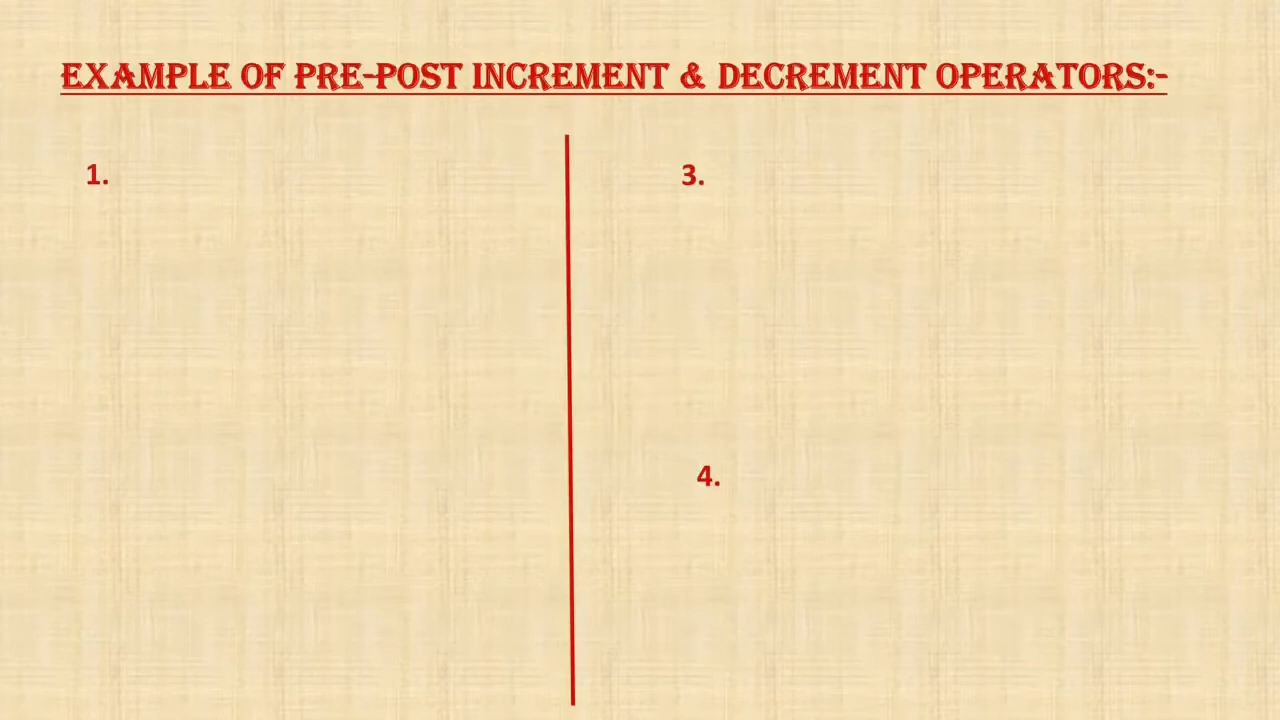 EXAMPLE OF PRE-POST INCREMENT & DECREMENT OPERATORS:-
1.
3.
4.